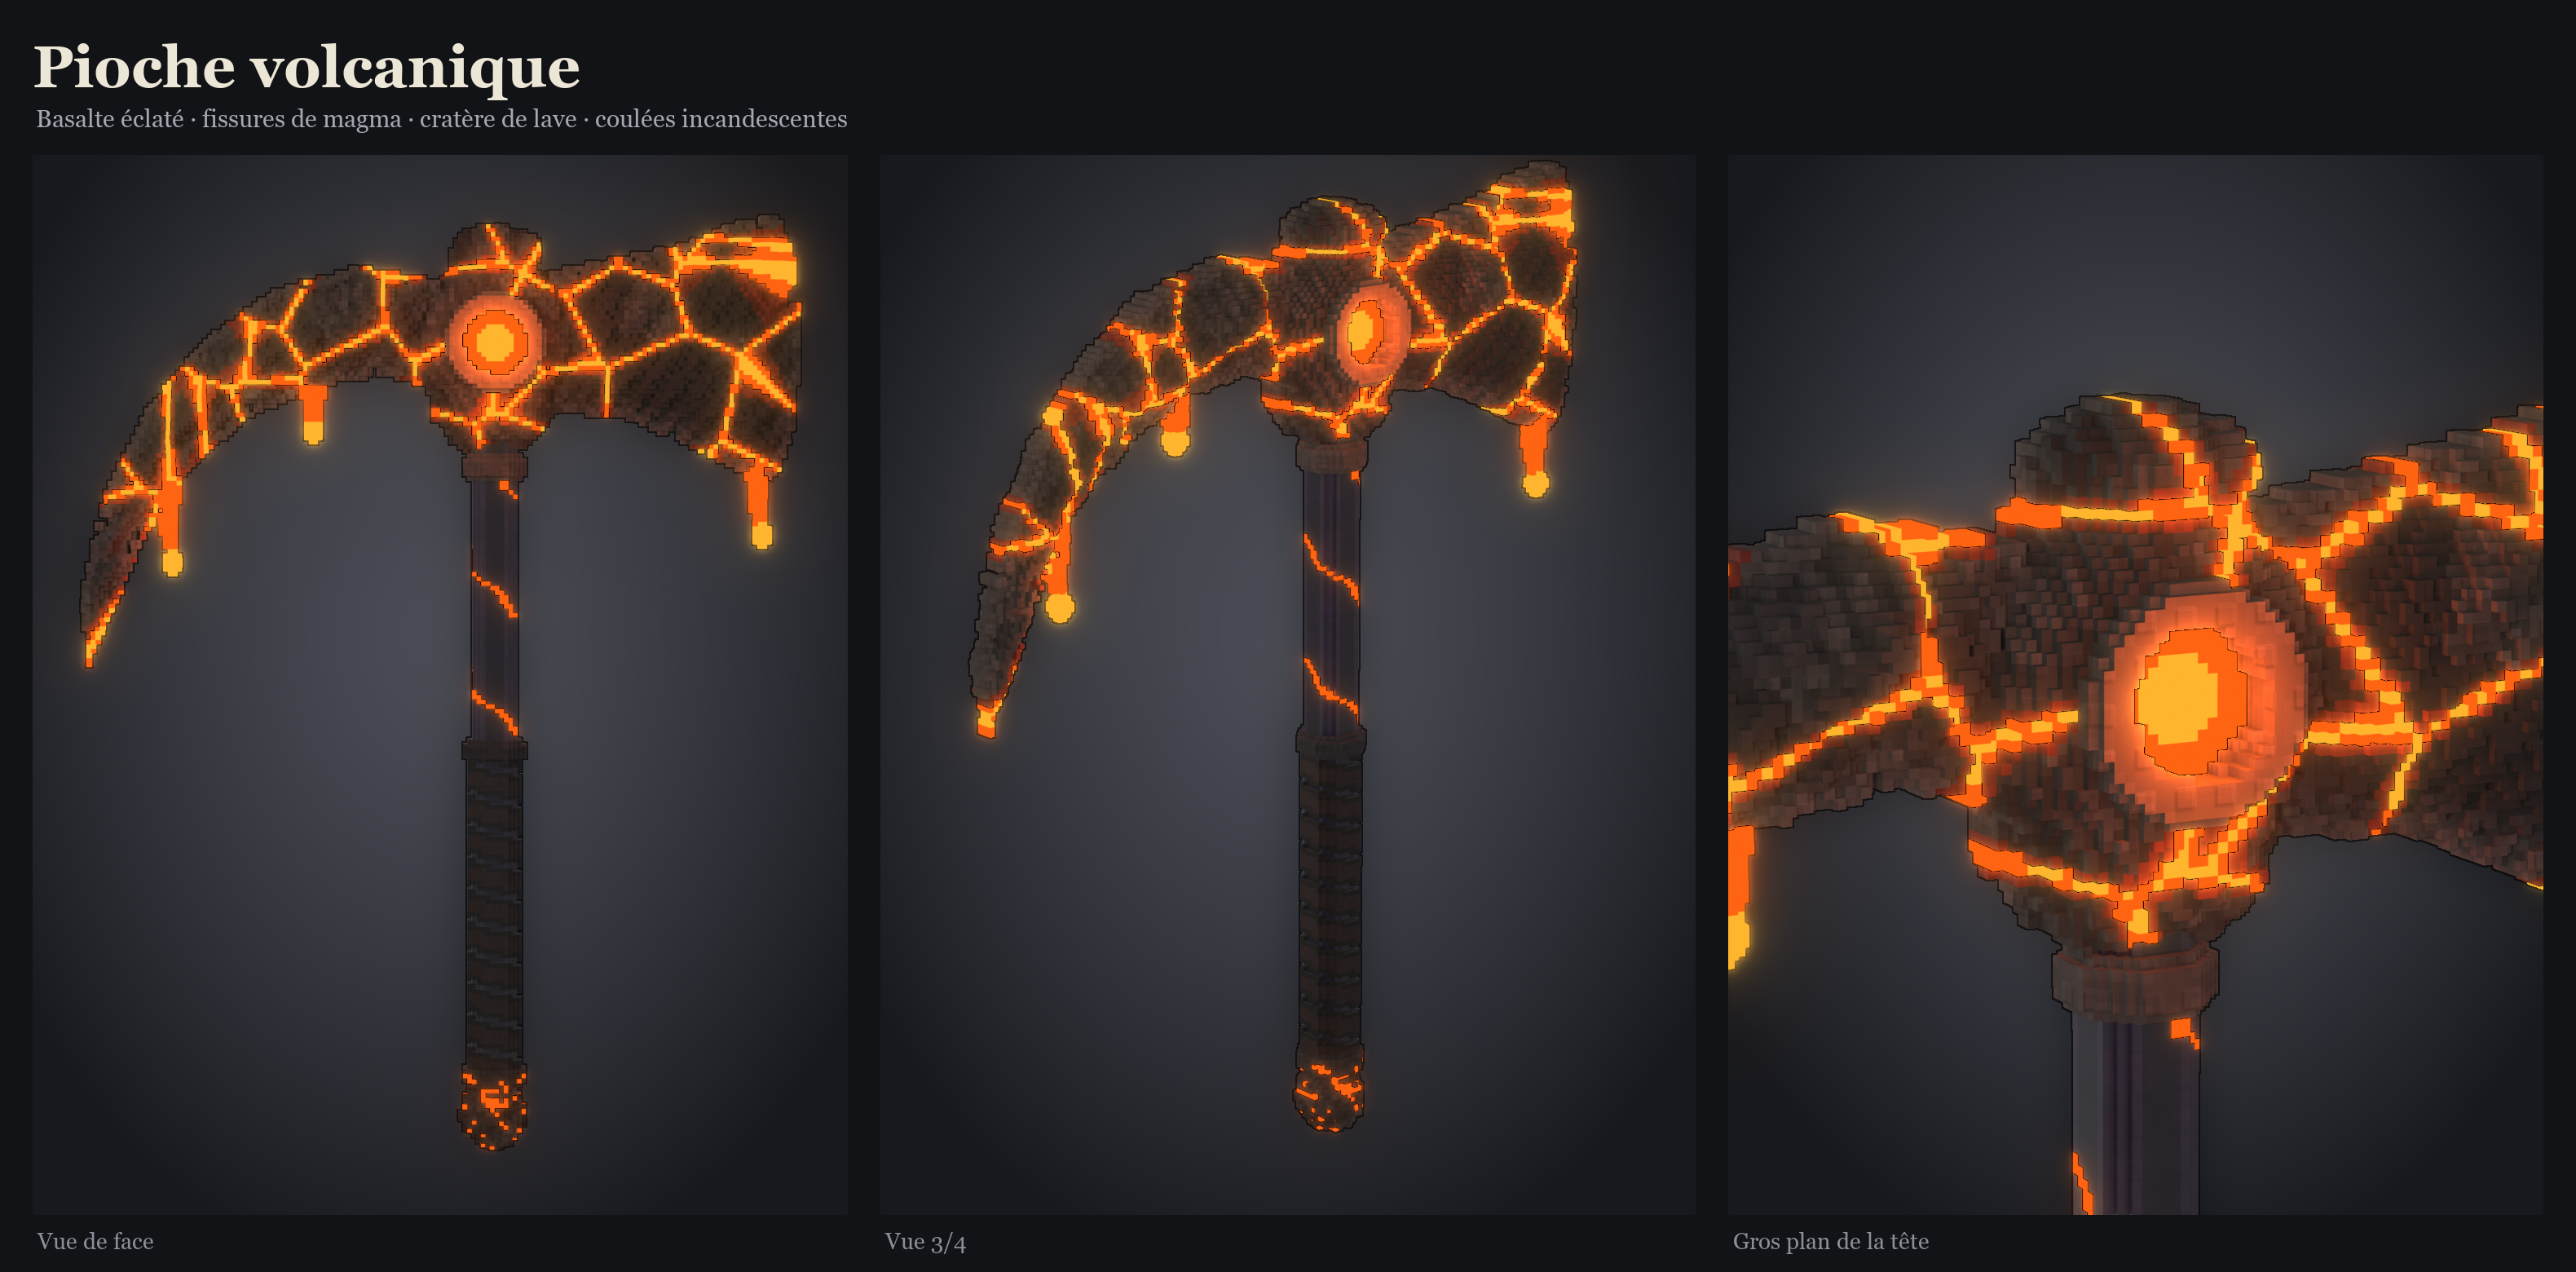 Pioche volcanique
Basalte éclaté · fissures de magma · cratère de lave · coulées incandescentes
Vue de face
Vue 3/4
Gros plan de la tête